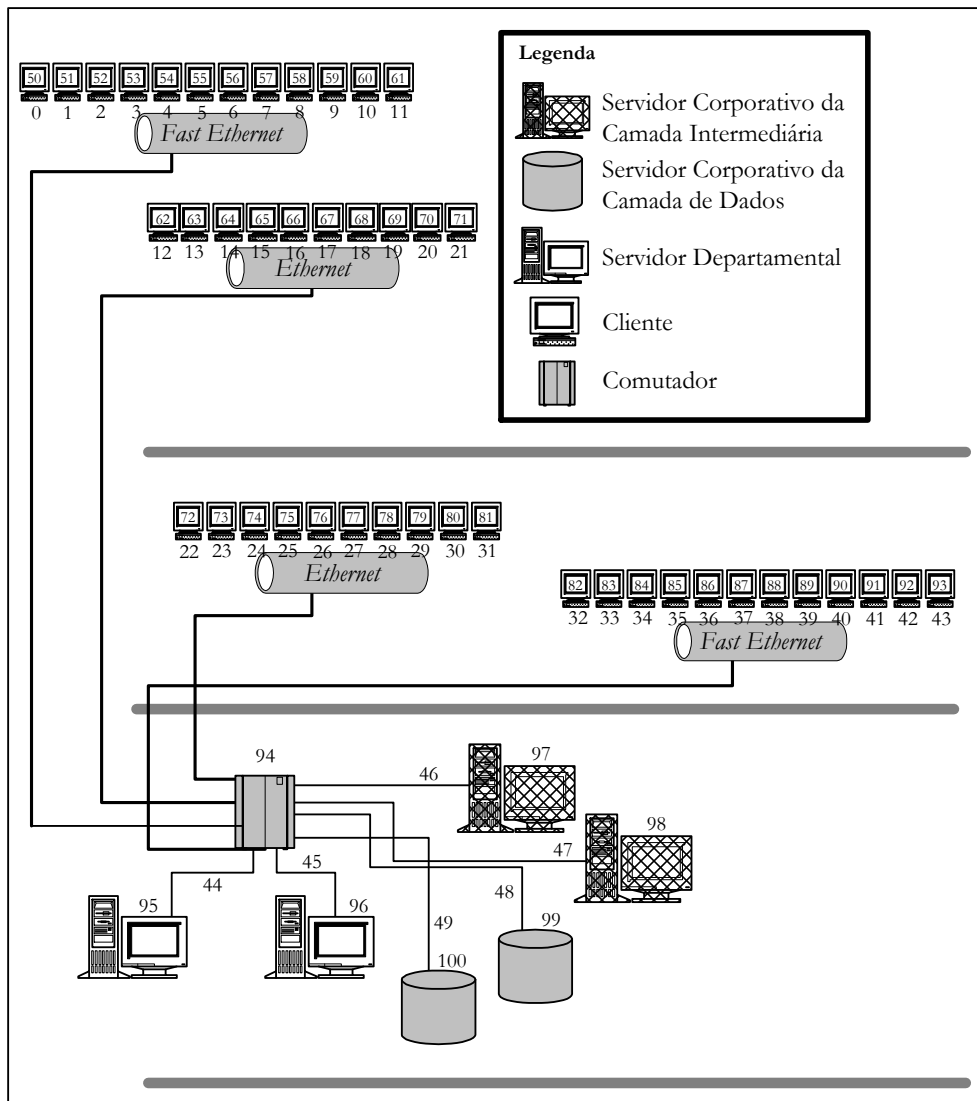 Legenda
Servidor Corporativo da
Camada Intermediária
Servidor Corporativo da
Camada de Dados
Servidor Departamental
Cliente
Comutador
50 51 52 53 54 55 56 57 58 59 60 61
0 1 2 3 4 5 6 7 8 9 10 11
Fast Ethernet
62 63 64 65 66 67 68 69 70 71
12 13 14 15 16 17 18 19 20 21
Ethernet
72 73 74 75 76 77 78 79 80 81
22 23 24 25 26 27 28 29 30 31
Ethernet
82 83 84 85 86 87 88 89 90 91 92 93
32 33 34 35 36 37 38 39 40 41 42 43
Fast Ethernet
94
97
46
98
47
45
44
48
95
96
49
99
100